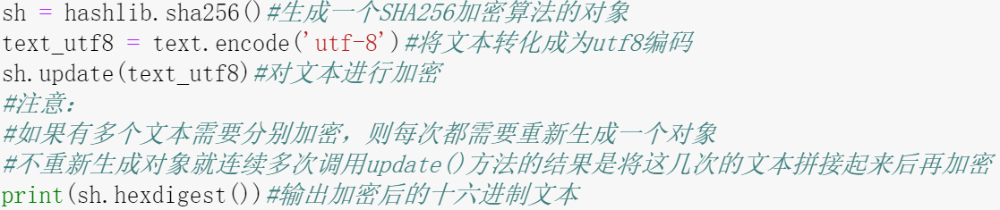 sh = hashlib.sha256()#生成一个SHA256加密算法的对象
text_utf8 = text.encode('utf-8')#将文本转化成为utf8编码
sh.update(text_utf8)#对文本进行加密
#注意：
#如果有多个文本需要分别加密，则每次都需要重新生成一个对象
#不重新生成对象就连续多次调用update()方法的结果是将这几次的文本拼接起来后再加密
print(sh.hexdigest())#输出加密后的十六进制文本